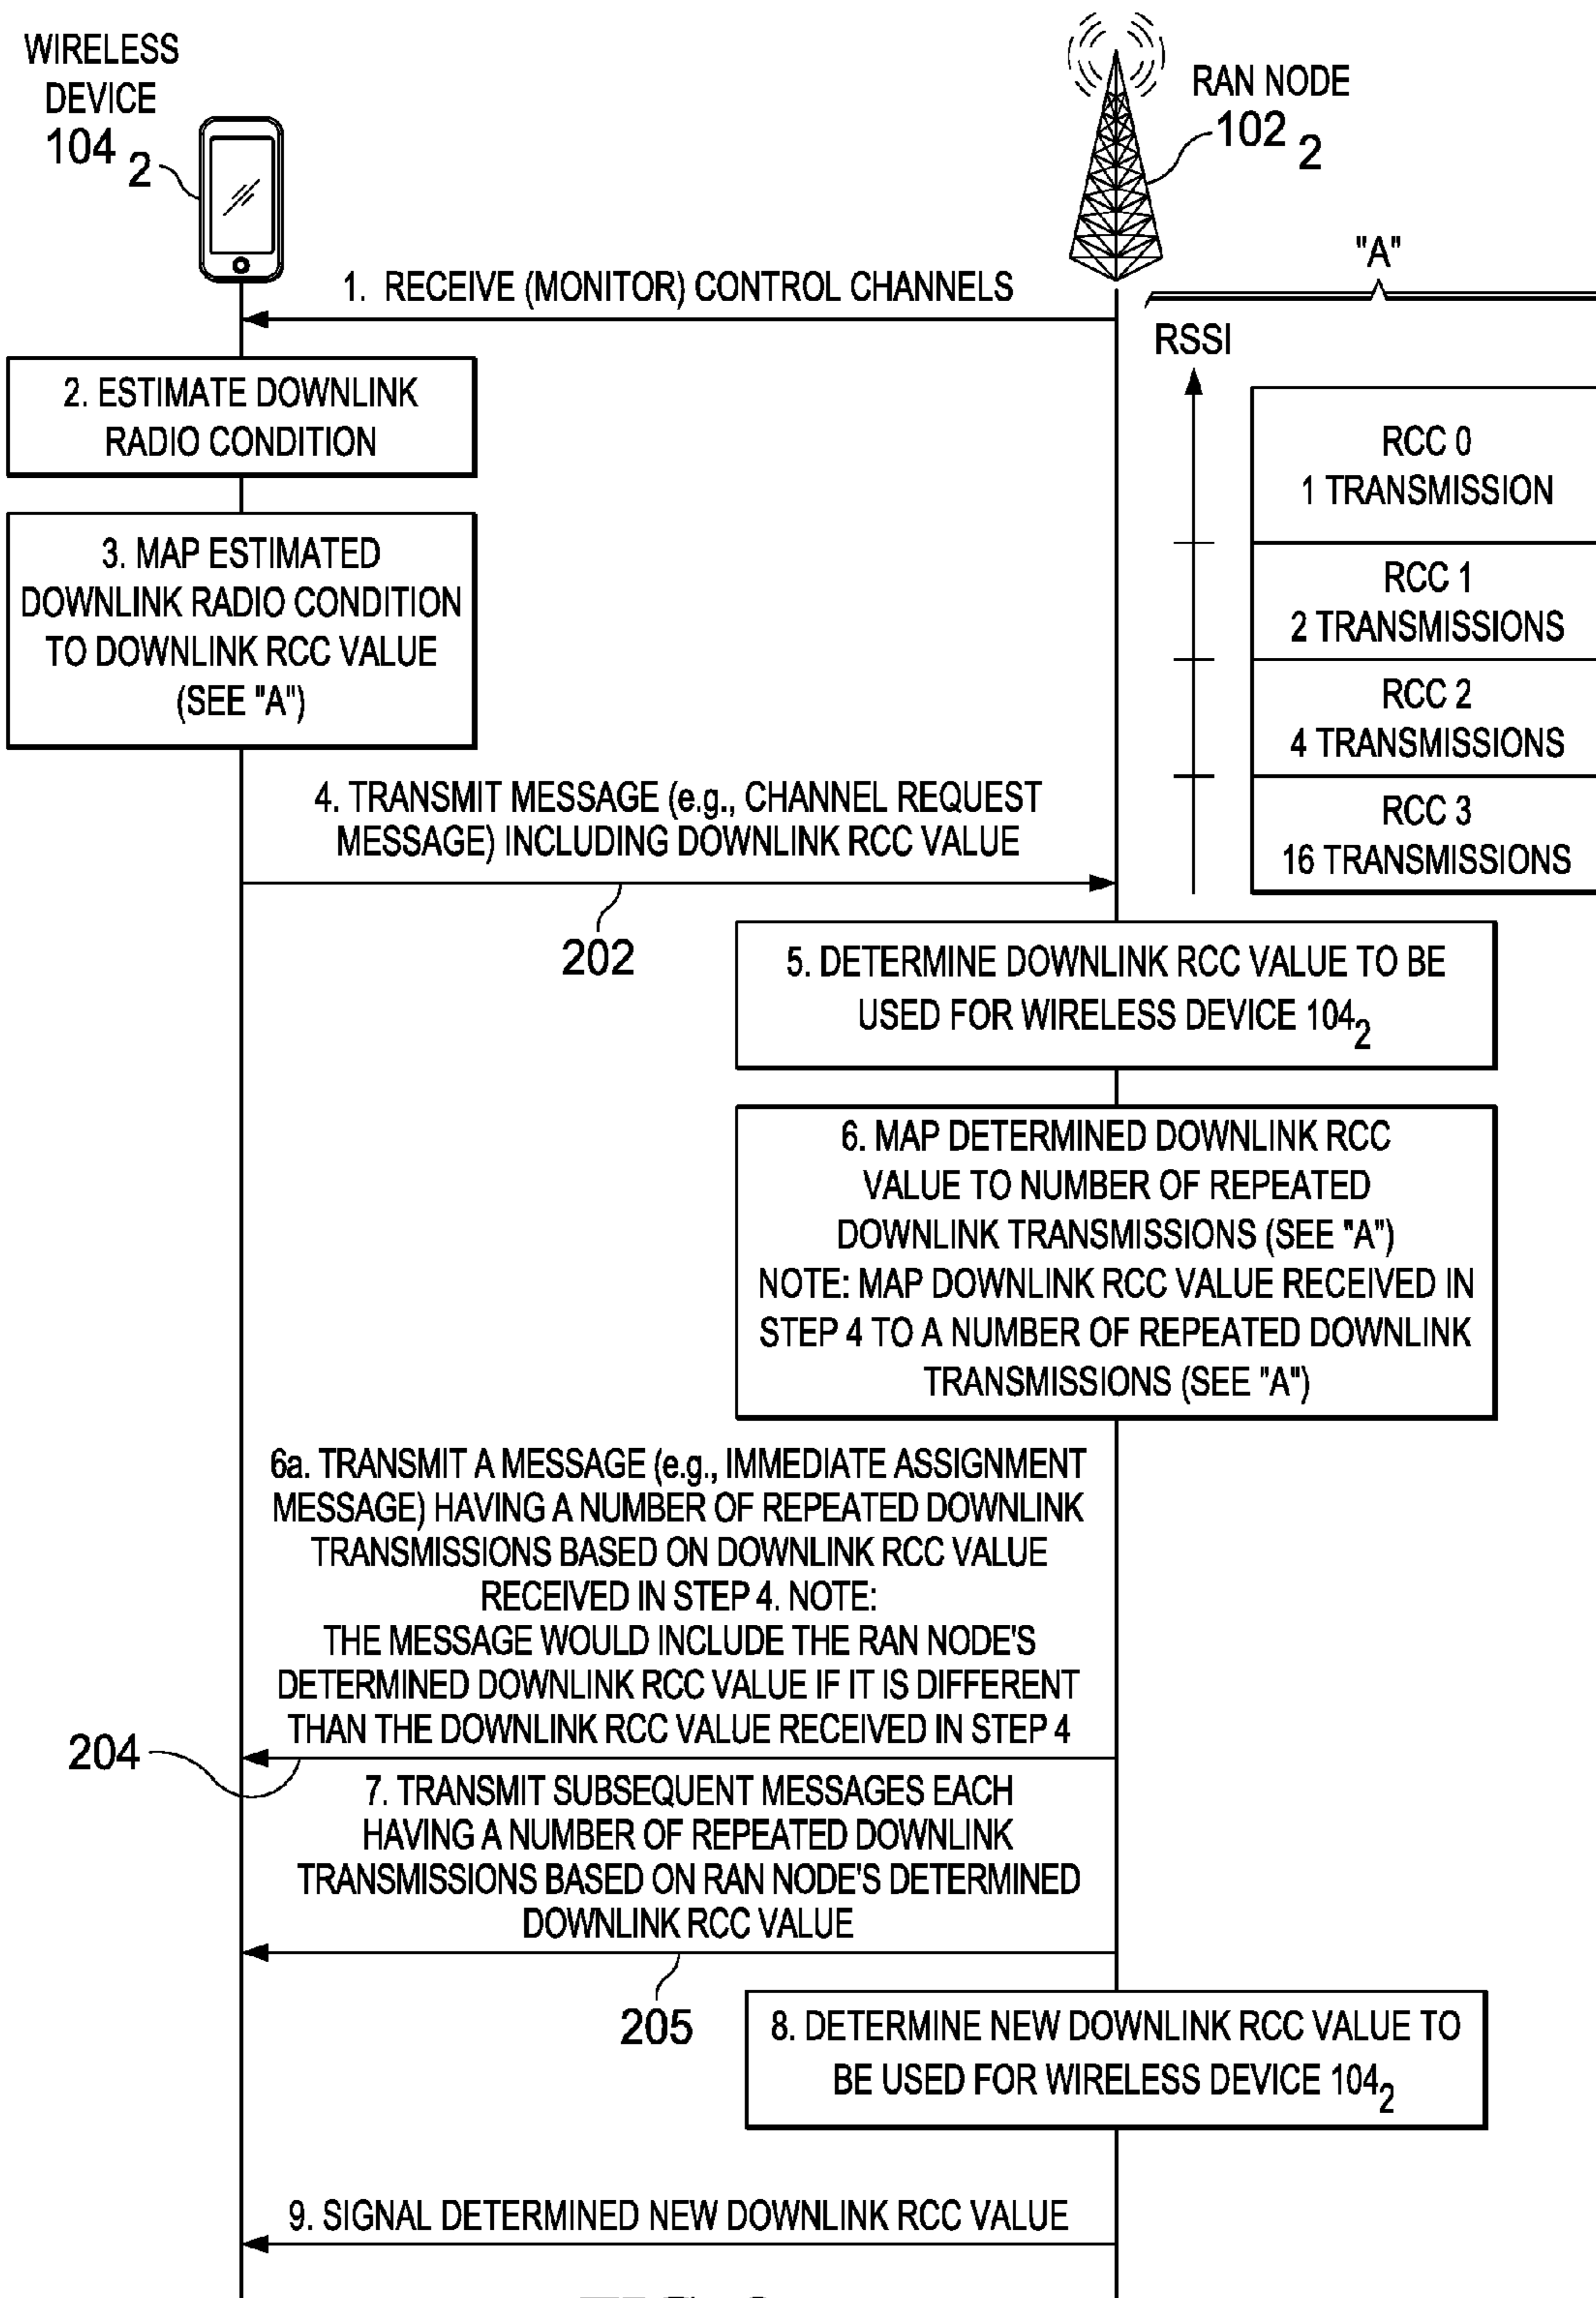 WIRELESS
DEVICE
104 2
RAN NODE
102 2
"A"
1. RECEIVE (MONITOR) CONTROL CHANNELS
RSSI
2. ESTIMATE DOWNLINK
RADIO CONDITION
RCC 0
1 TRANSMISSION
3. MAP ESTIMATED
DOWNLINK RADIO CONDITION
TO DOWNLINK RCC VALUE
(SEE "A")
RCC 1
2 TRANSMISSIONS
RCC 2
4 TRANSMISSIONS
RCC 3
16 TRANSMISSIONS
4. TRANSMIT MESSAGE (e.g., CHANNEL REQUEST
MESSAGE) INCLUDING DOWNLINK RCC VALUE
202
5. DETERMINE DOWNLINK RCC VALUE TO BE
USED FOR WIRELESS DEVICE 104₂
6. MAP DETERMINED DOWNLINK RCC
VALUE TO NUMBER OF REPEATED
DOWNLINK TRANSMISSIONS (SEE "A")
NOTE: MAP DOWNLINK RCC VALUE RECEIVED IN
STEP 4 TO A NUMBER OF REPEATED DOWNLINK
TRANSMISSIONS (SEE "A")
6a. TRANSMIT A MESSAGE (e.g., IMMEDIATE ASSIGNMENT
MESSAGE) HAVING A NUMBER OF REPEATED DOWNLINK
TRANSMISSIONS BASED ON DOWNLINK RCC VALUE
RECEIVED IN STEP 4. NOTE:
THE MESSAGE WOULD INCLUDE THE RAN NODE'S
DETERMINED DOWNLINK RCC VALUE IF IT IS DIFFERENT
THAN THE DOWNLINK RCC VALUE RECEIVED IN STEP 4
204
7. TRANSMIT SUBSEQUENT MESSAGES EACH
HAVING A NUMBER OF REPEATED DOWNLINK
TRANSMISSIONS BASED ON RAN NODE'S DETERMINED
DOWNLINK RCC VALUE
205
8. DETERMINE NEW DOWNLINK RCC VALUE TO
BE USED FOR WIRELESS DEVICE 104₂
9. SIGNAL DETERMINED NEW DOWNLINK RCC VALUE